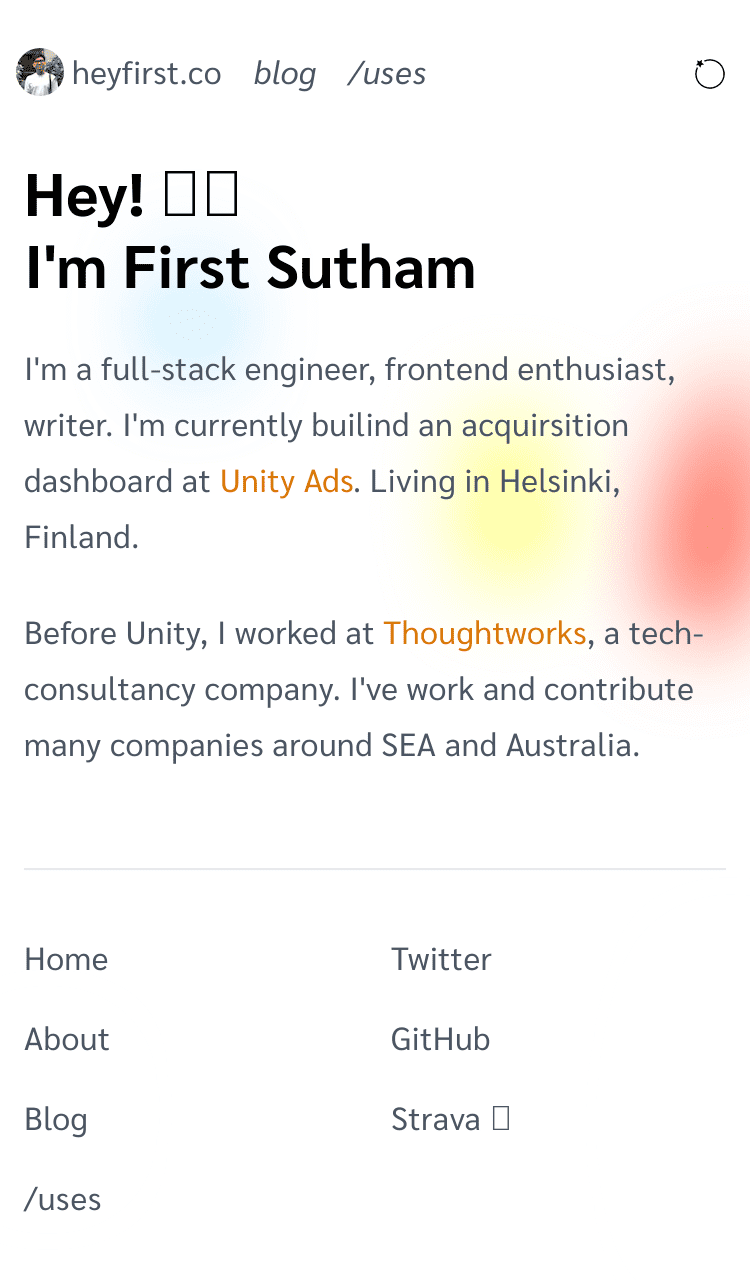 heyfirst.co blog /uses
Hey! 
I'm First Sutham
I'm a full-stack engineer, frontend enthusiast,
writer. I'm currently builind an acquirsition
dashboard at Unity Ads. Living in Helsinki,
Finland.
Before Unity, I worked at Thoughtworks, a tech-
consultancy company. I've work and contribute
many companies around SEA and Australia.
Home
Twitter
About
GitHub
Blog
Strava
/uses